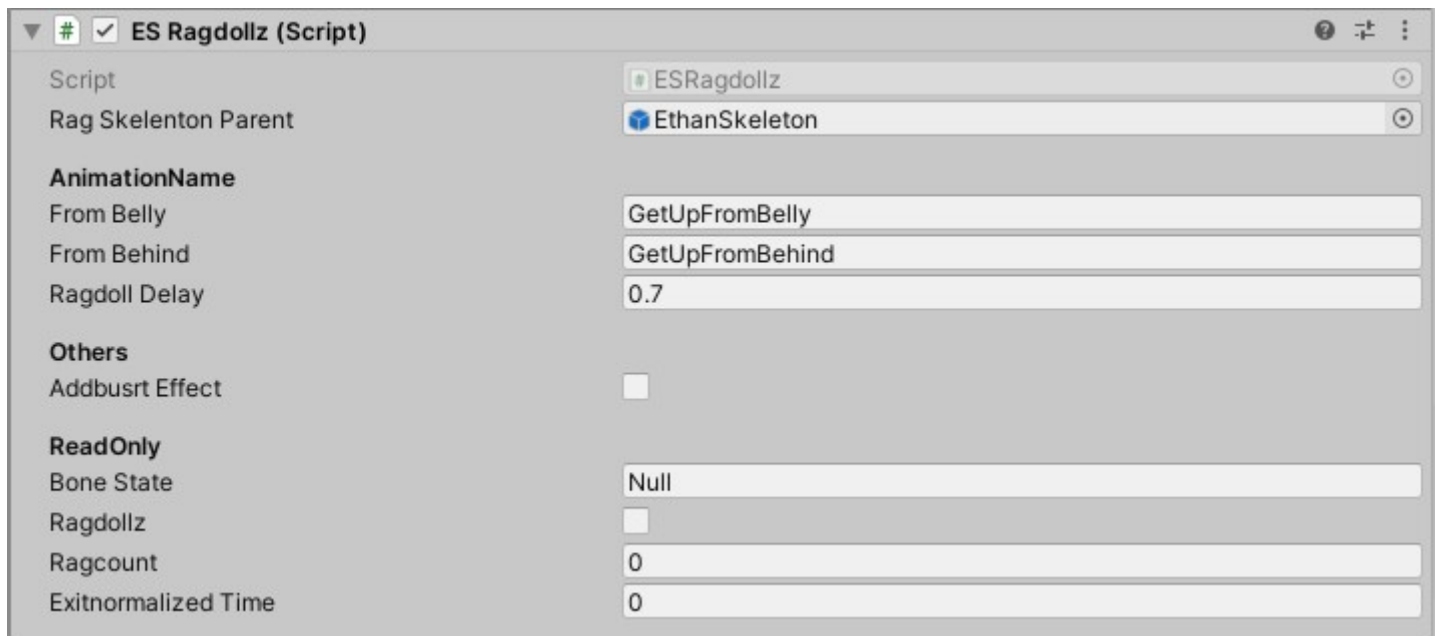 ES Ragdollz (Script)
Script ESRagdollz
Rag Skelenton Parent EthanSkeleton
AnimationName
From Belly GetUpFromBelly
From Behind GetUpFromBehind
Ragdoll Delay 0.7
Others
Addbusrt Effect
ReadOnly
Bone State Null
Ragdollz
Ragcount 0
Exitnormalized Time 0